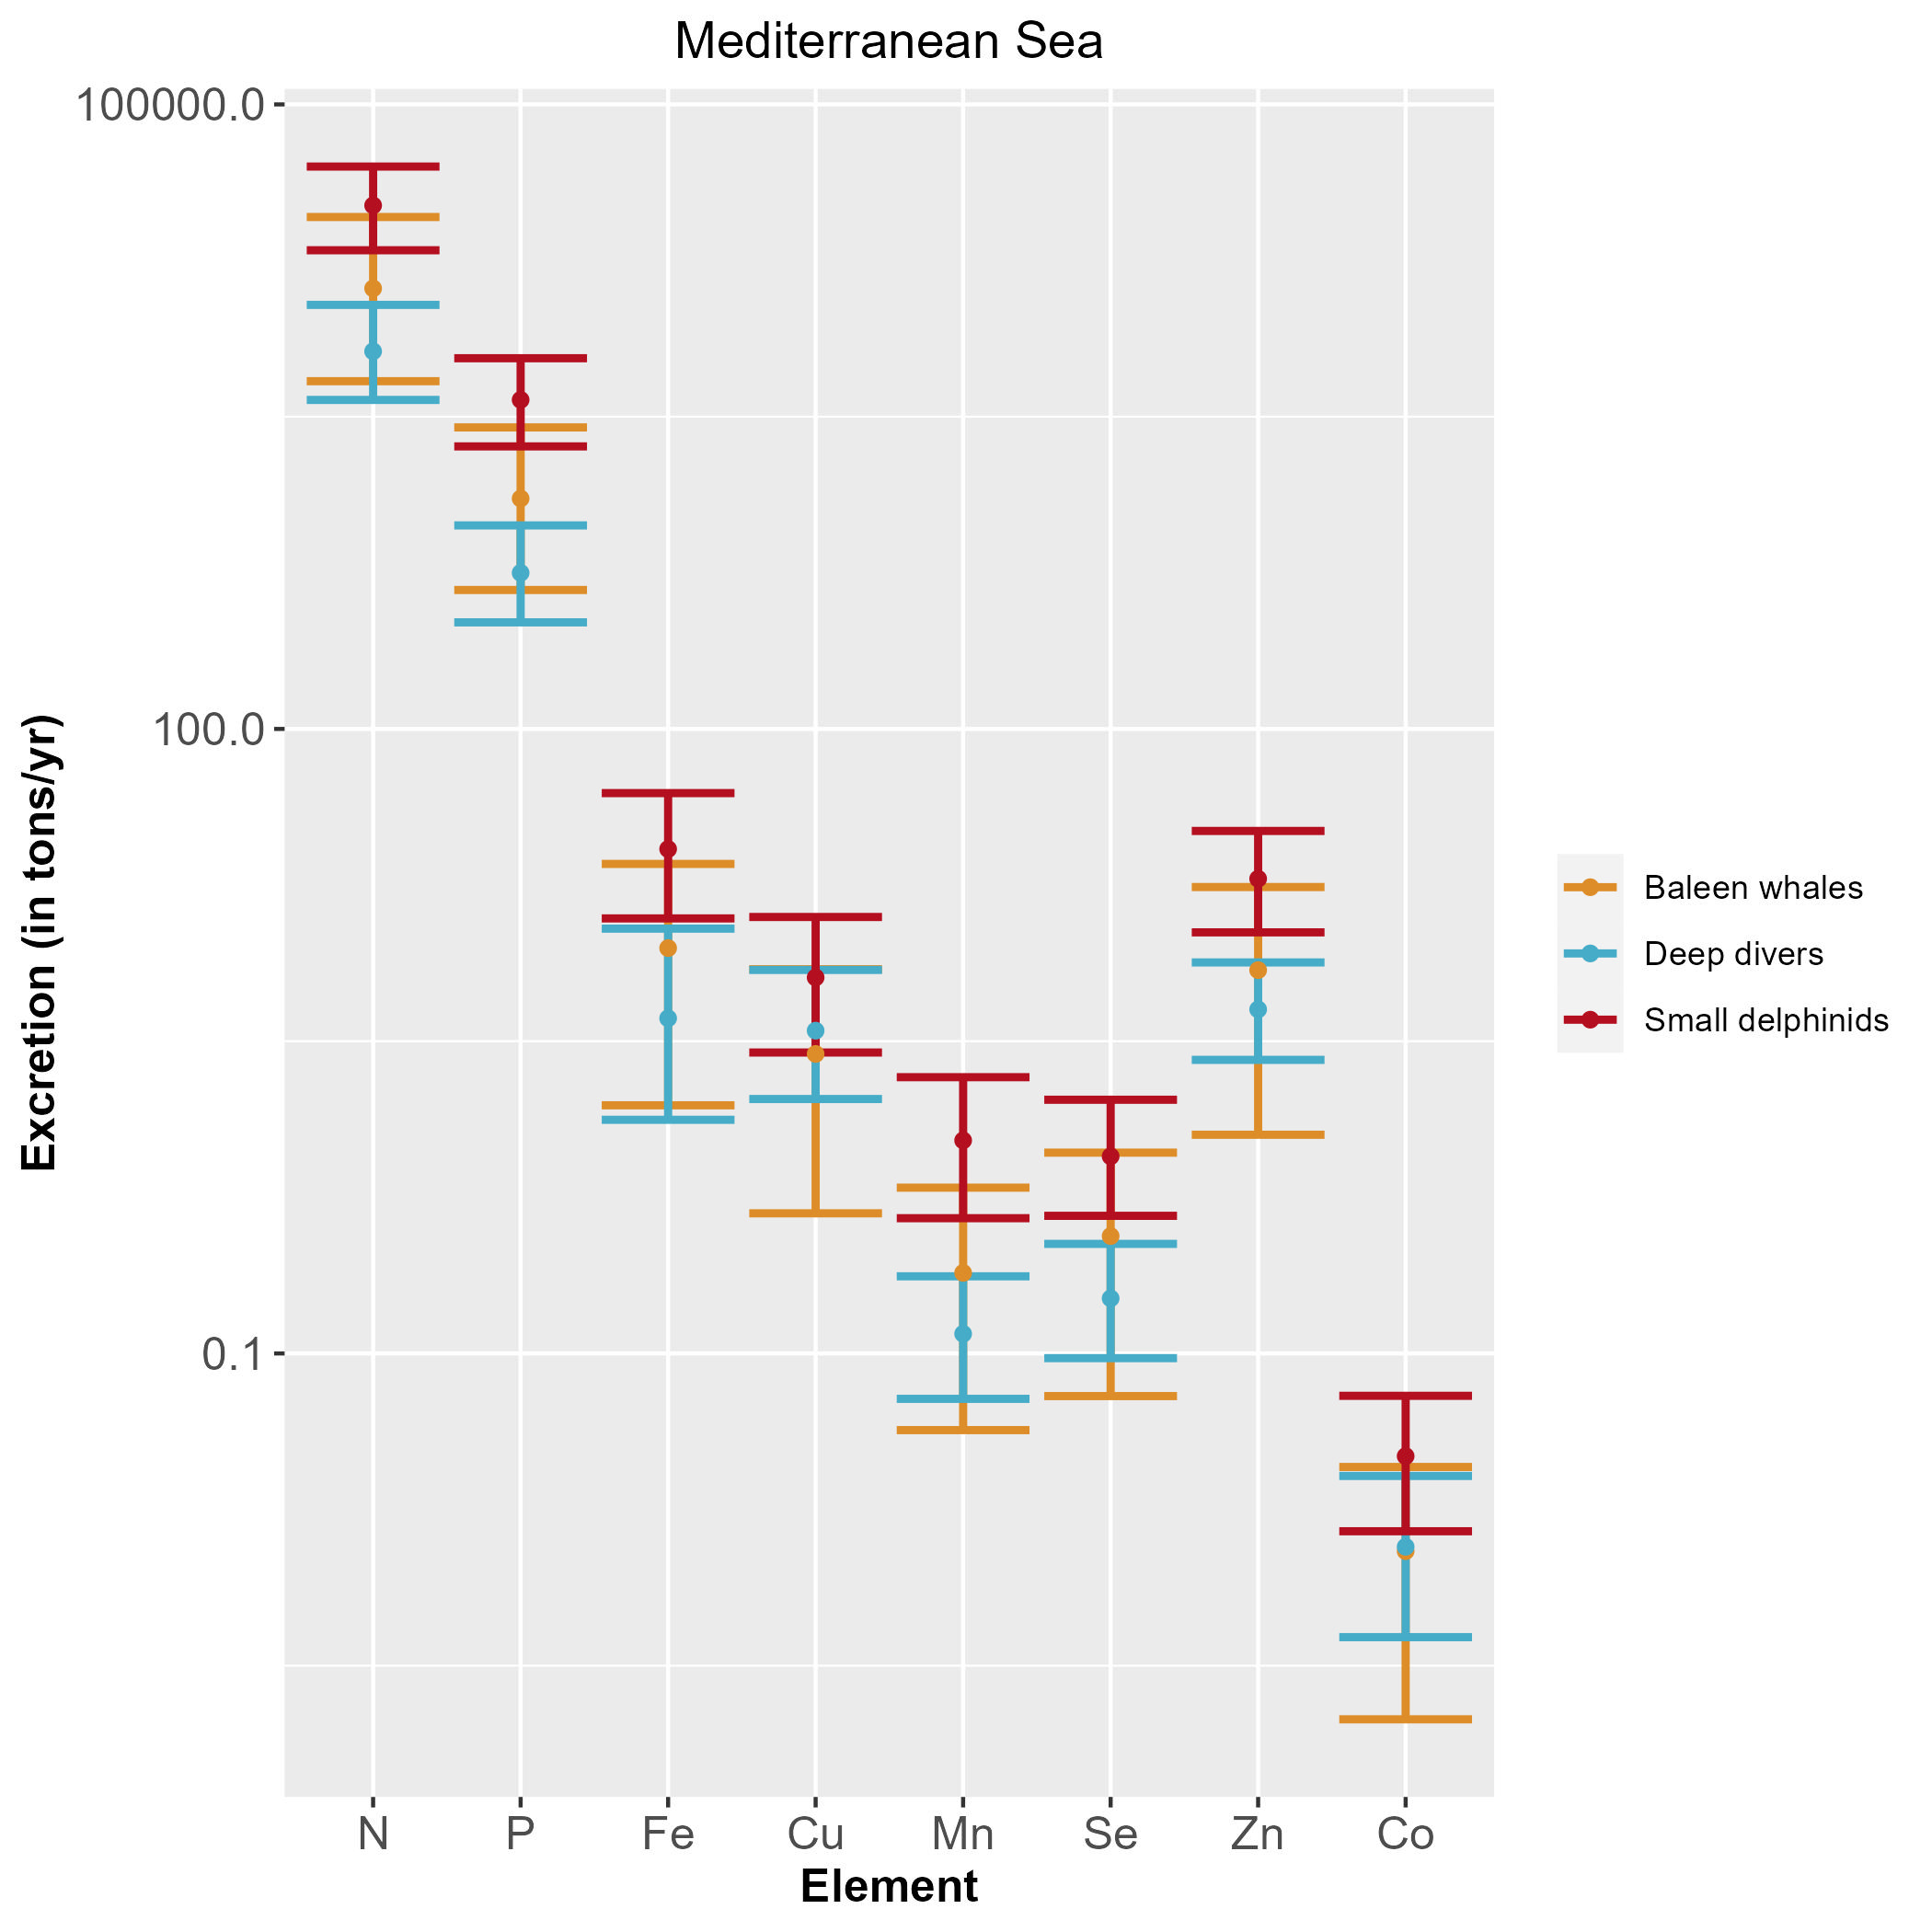 Mediterranean Sea
100000.0
100.0
0.1
Excretion (in tons/yr)
N P Fe Cu Mn Se Zn Co
Element
Baleen whales
Deep divers
Small delphinids